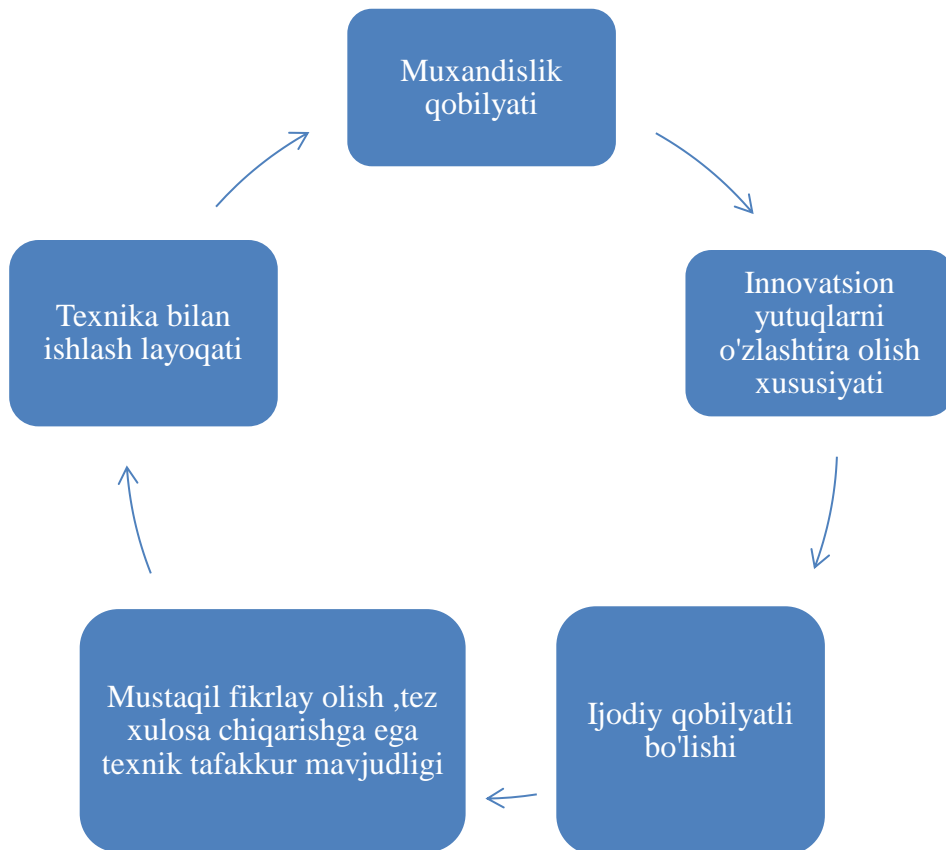 Muxandislik
qobilyati
Innovatsion
yutuqlarni
o'zlashtira olish
xususiyati
Ijodiy qobilyatli
bo'lishi
Mustaqil fikrlay olish ,tez
xulosa chiqarishga ega
texnik tafakkur mavjudligi
Texnika bilan
ishlash layoqati